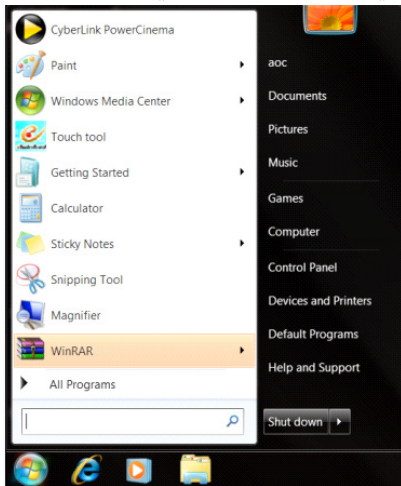 CyberLink PowerCinema
Paint
Windows Media Center
Touch tool
Getting Started
Calculator
Sticky Notes
Snipping Tool
Magnifier
WinRAR
All Programs
aoc
Documents
Pictures
Music
Games
Computer
Control Panel
Devices and Printers
Default Programs
Help and Support
Shut down